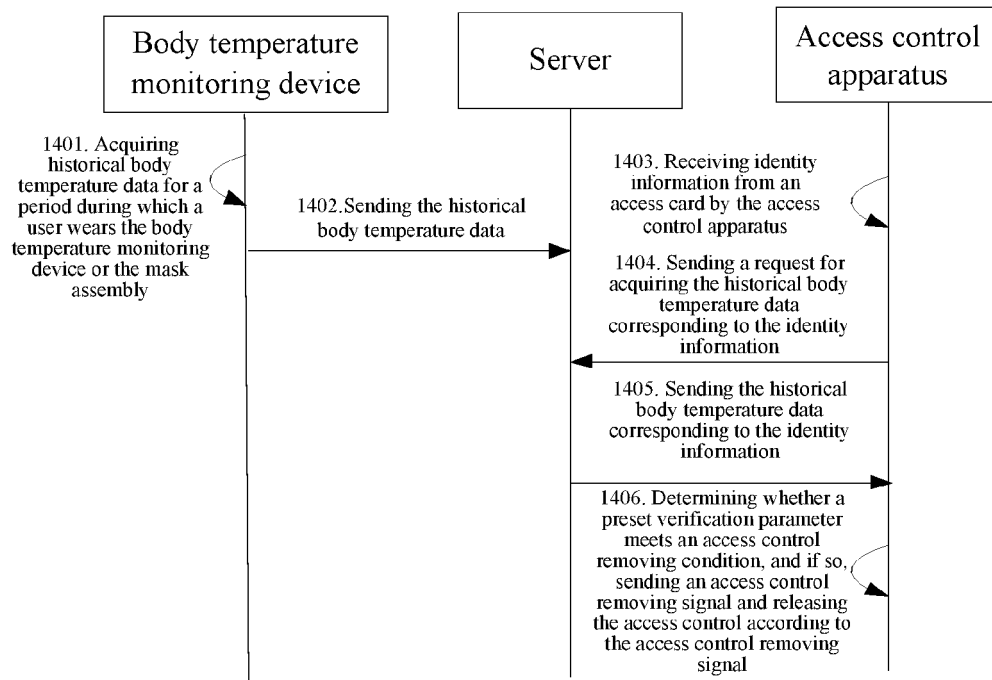 Body temperature
monitoring device
Server
Access control
apparatus
1401. Acquiring
historical body
temperature data for a
period during which a
user wears the body
temperature monitoring
device or the mask
assembly
1402.Sending the historical
body temperature data
1403. Receiving identity
information from an
access card by the access
control apparatus
1404. Sending a request for
acquiring the historical body
temperature data
corresponding to the identity
information
1405. Sending the historical
body temperature data
corresponding to the identity
information
1406. Determining whether a
preset verification parameter
meets an access control
removing condition, and if so,
sending an access control
removing signal and releasing
the access control according to
the access control removing
signal